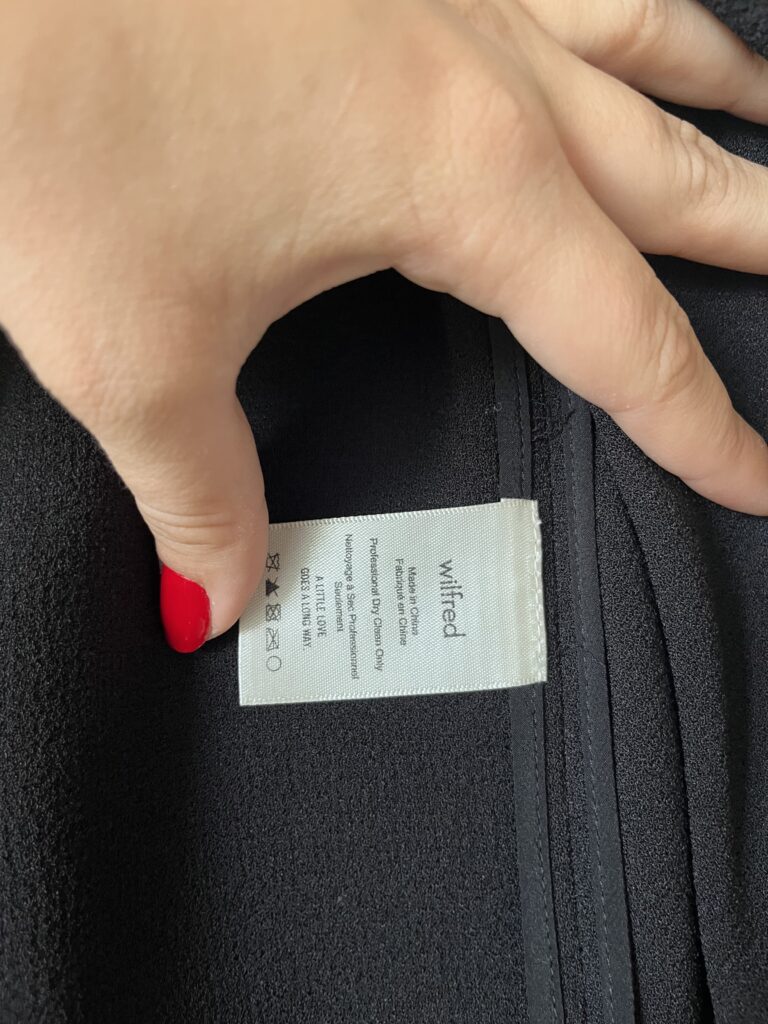 wilfred
Made in China
Fabriqué en Chine
Professional Dry Clean Only
Nettoyage à Sec Professionnel
Seulement
A LITTLE LOVE
GOES A LONG WAY.